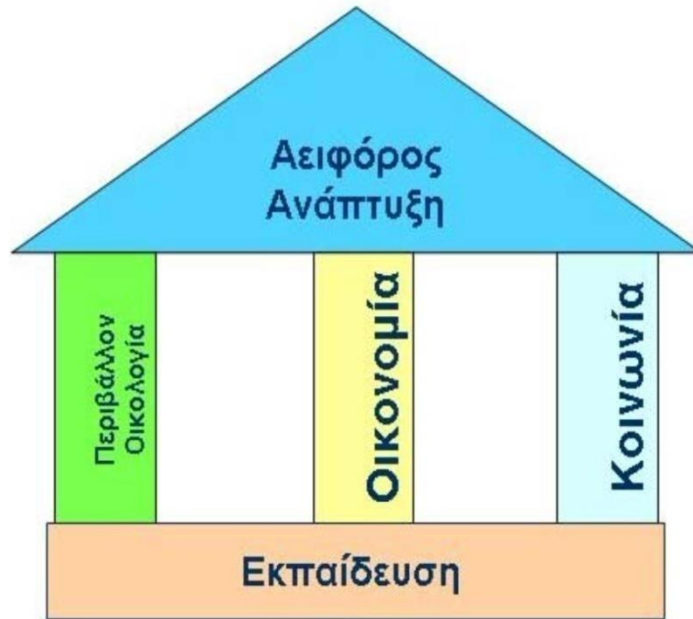 Αειφόρος
Ανάπτυξη
Περιβάλλον
Οικολογία
Οικονομία
Κοινωνία
Εκπαίδευση